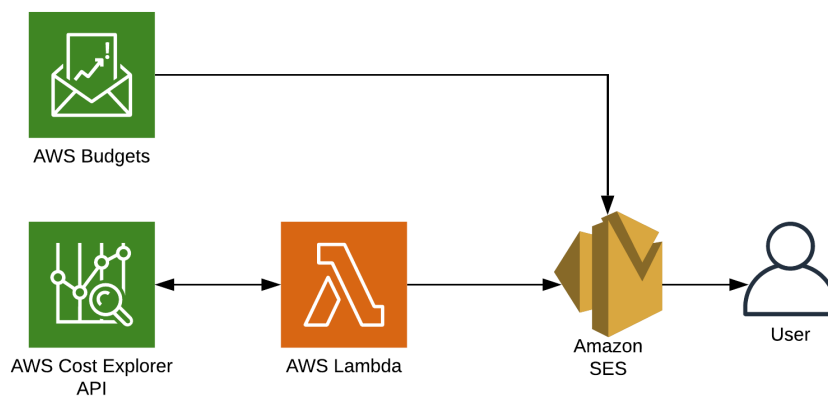 AWS Budgets
AWS Cost Explorer
API
AWS Lambda
Amazon
SES
User